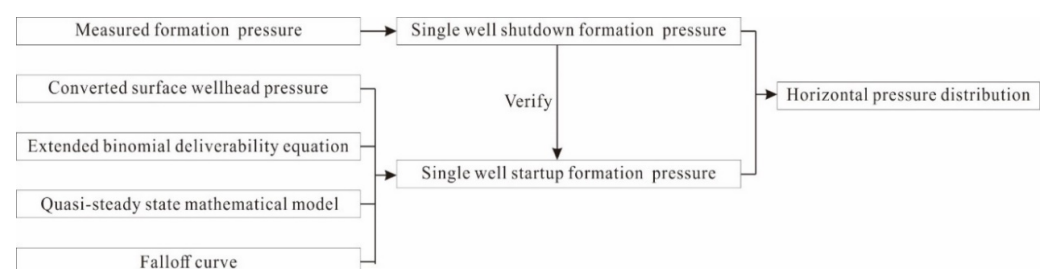 Measured formation pressure
Single well shutdown formation pressure
Converted surface wellhead pressure
Verify
Horizontal pressure distribution
Extended binomial deliverability equation
Single well startup formation pressure
Quasi-steady state mathematical model
Falloff curve